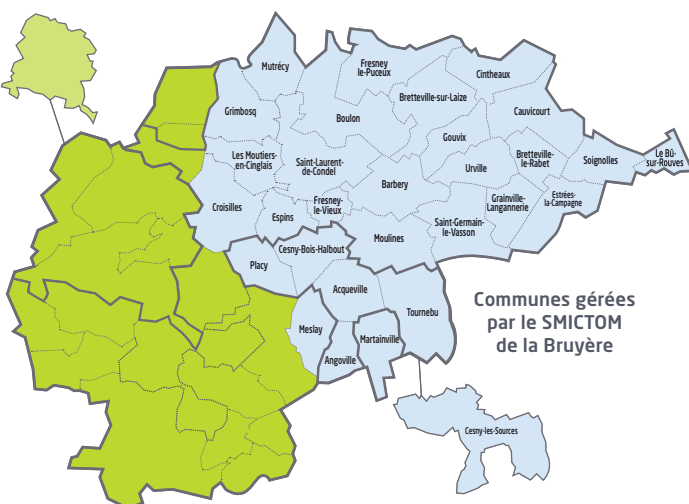 Mutrécy
Fresney
le-Puceux
Cintheaux
Bretteville-sur-Laize
Grimbosq
Cauvicourt
Boulon
Gouvix
Les Moutiers-
en-Cinglais
Saint-Laurent-
de-Condel
Bretteville-
le-Rabet
Soignolles
Le Bû-
sur-Rouves
Urville
Barbery
Croisilles
Espins
Fresney-
le-Vieux
Grainville-
Langannerie
Estrées-
la-Campagne
Saint-Germain-
le-Vasson
Moulines
Cesny-Bois-Halbout
Placy
Acqueville
Tournebu
Meslay
Martainville
Angoville
Communes gérées
par le SMICTOM
de la Bruyère
Cesny-les-Sources